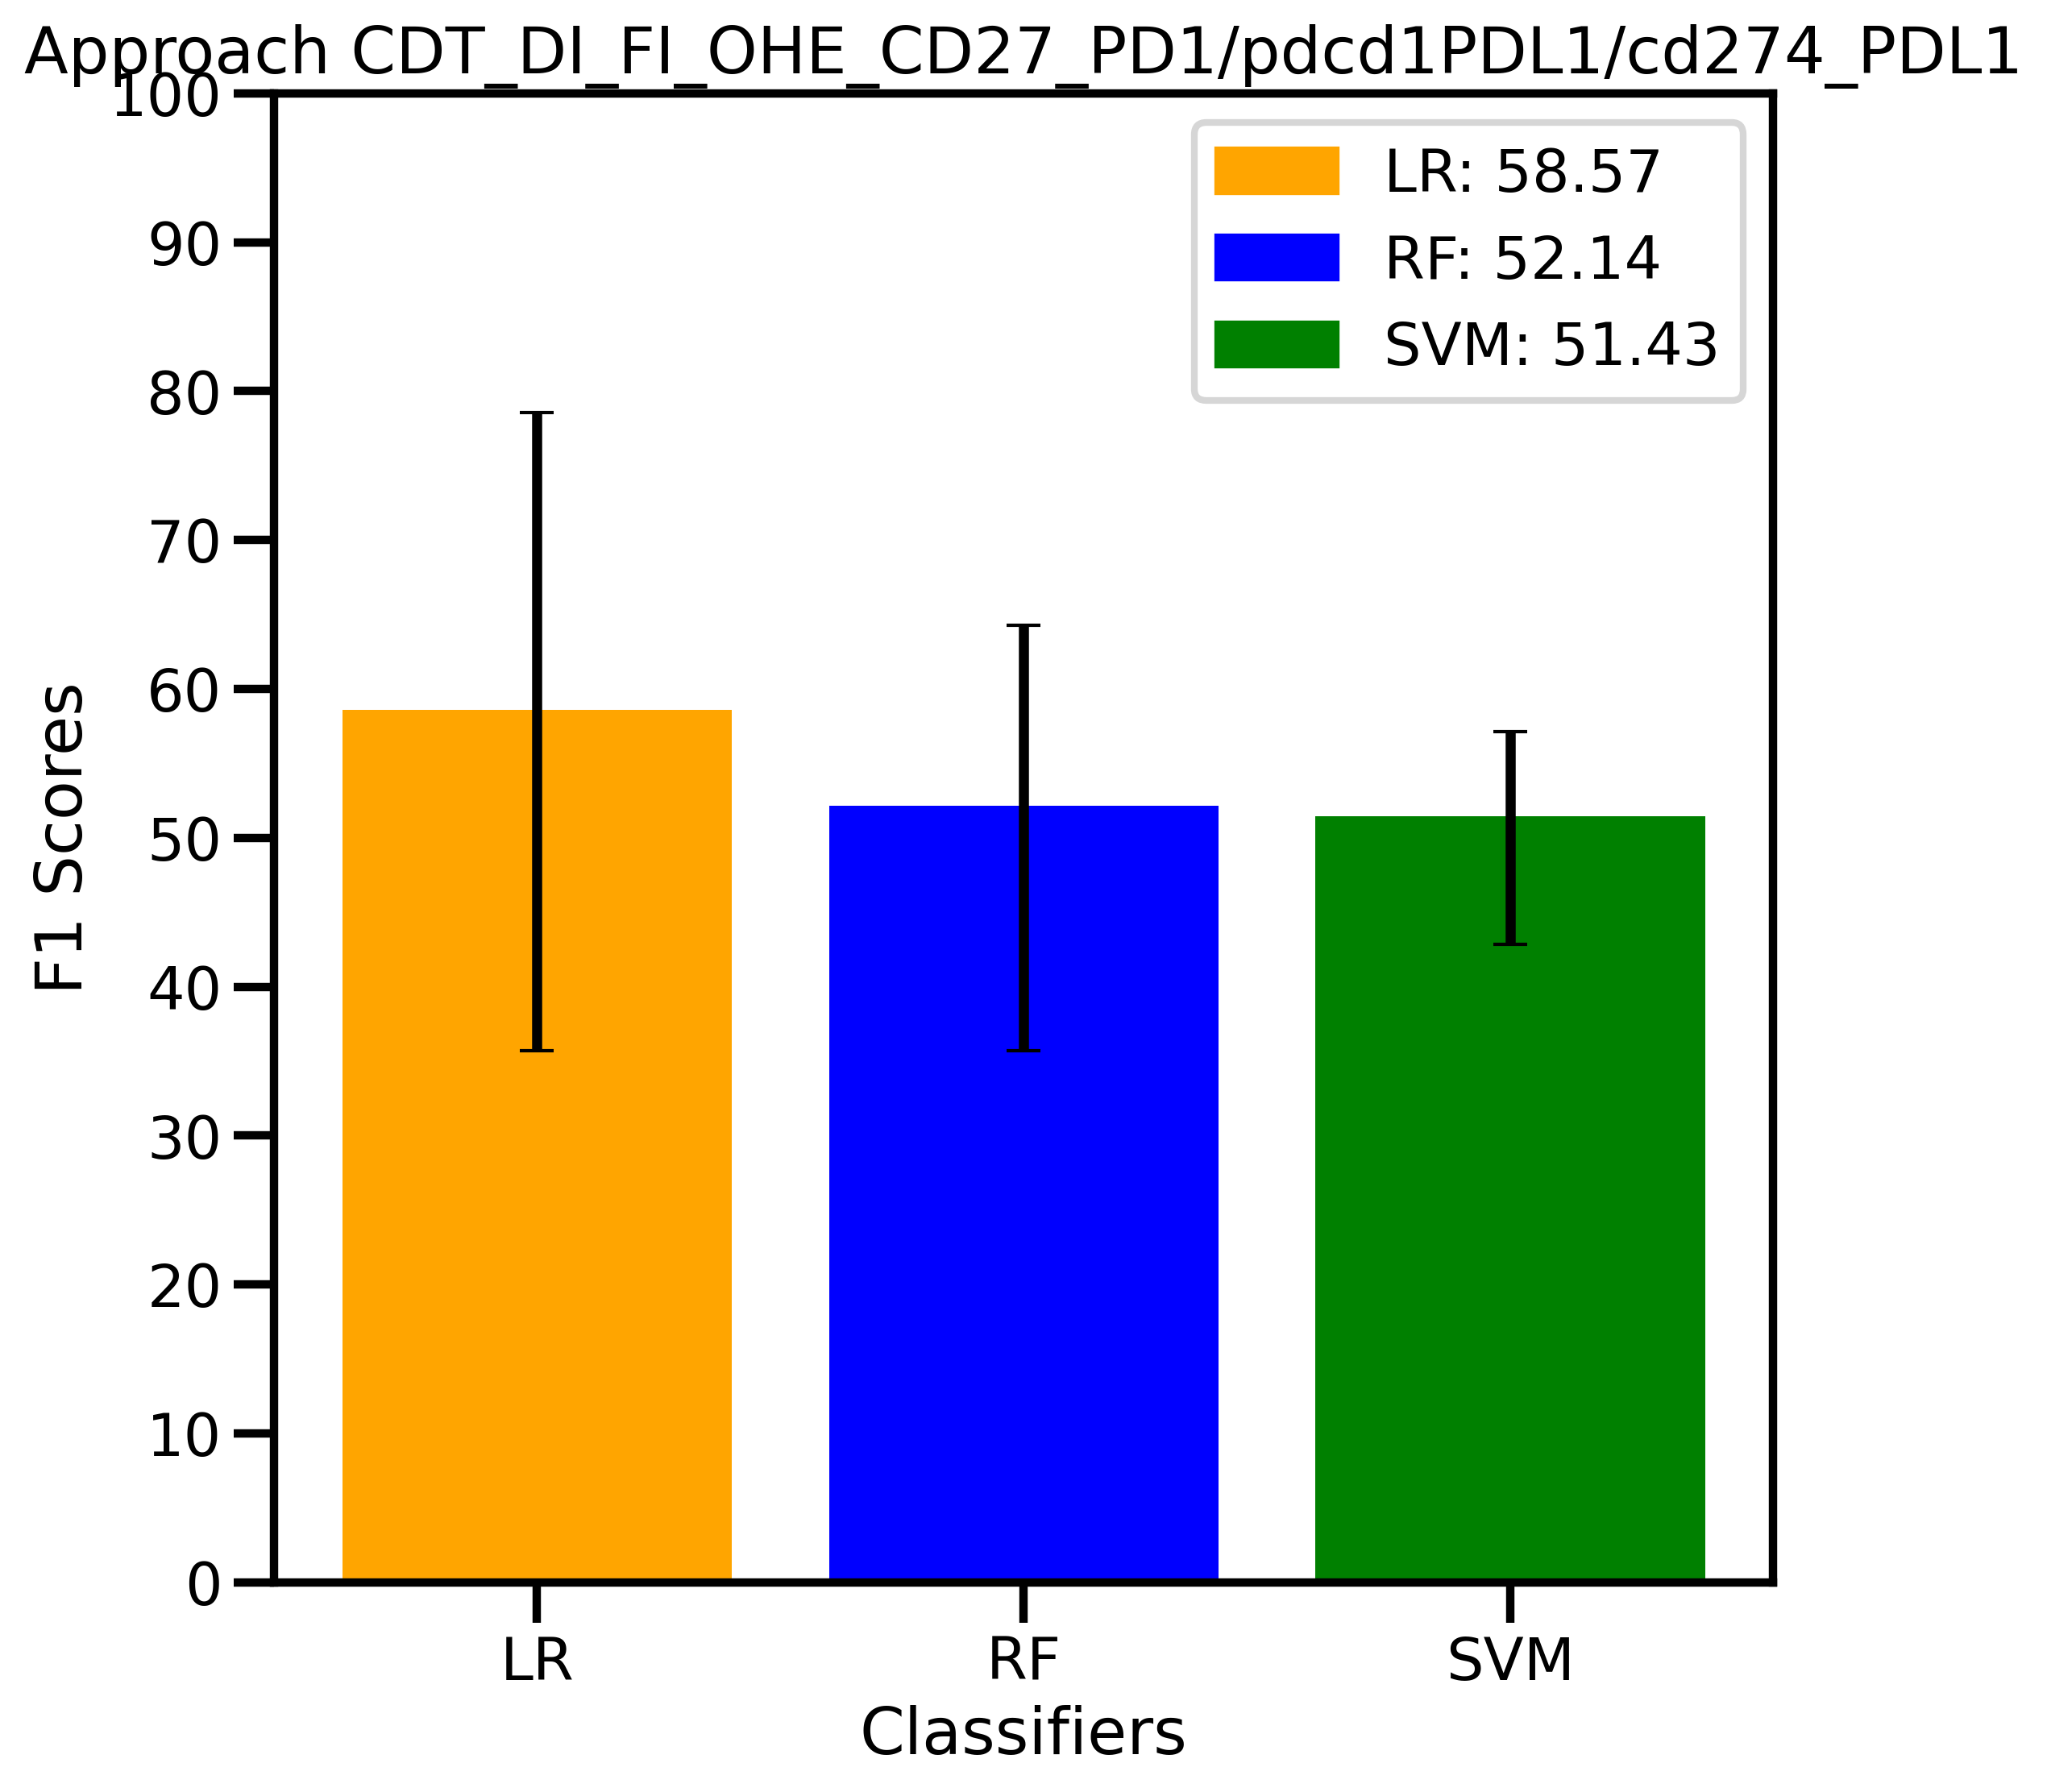 Approach CDT_DI_FI_OHE_CD27_PD1/pdcd1PDL1/cd274_PDL1
100
90
80
70
60
50
40
30
20
10
0
F1 Scores
LR: 58.57
RF: 52.14
SVM: 51.43
LR
RF
SVM
Classifiers